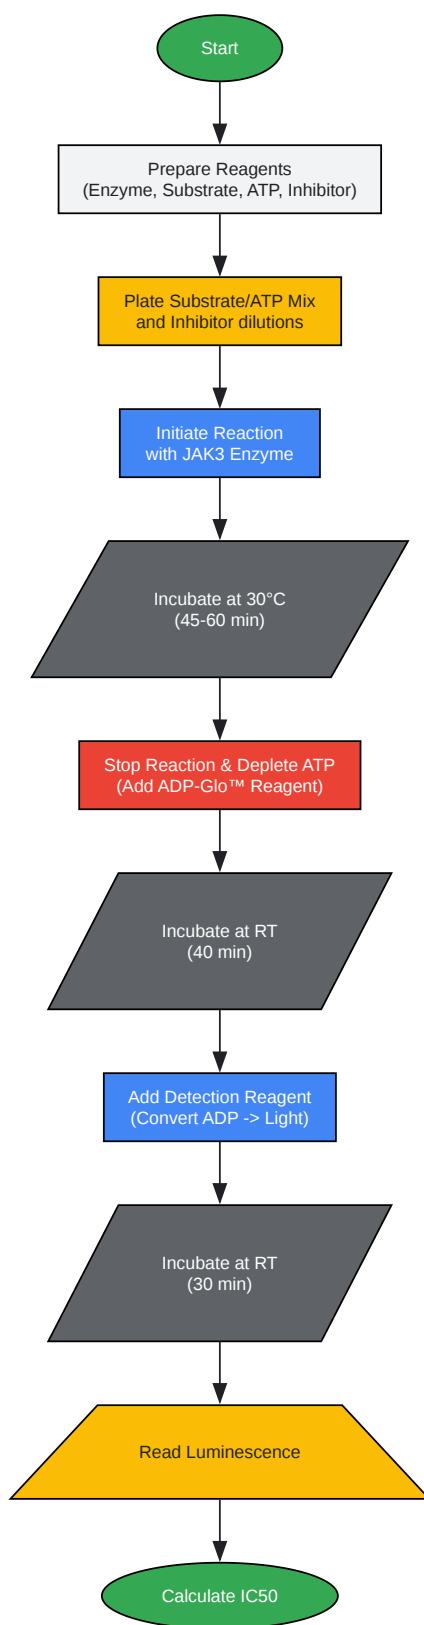 Start
Prepare Reagents
(Enzyme, Substrate, ATP, Inhibitor)
Plate Substrate/ATP Mix
and Inhibitor dilutions
Initiate Reaction
with JAK3 Enzyme
Incubate at 30°C
(45-60 min)
Stop Reaction & Deplete ATP
(Add ADP-Glo™ Reagent)
Incubate at RT
(40 min)
Add Detection Reagent
(Convert ADP -> Light)
Incubate at RT
(30 min)
Read Luminescence
Calculate IC50